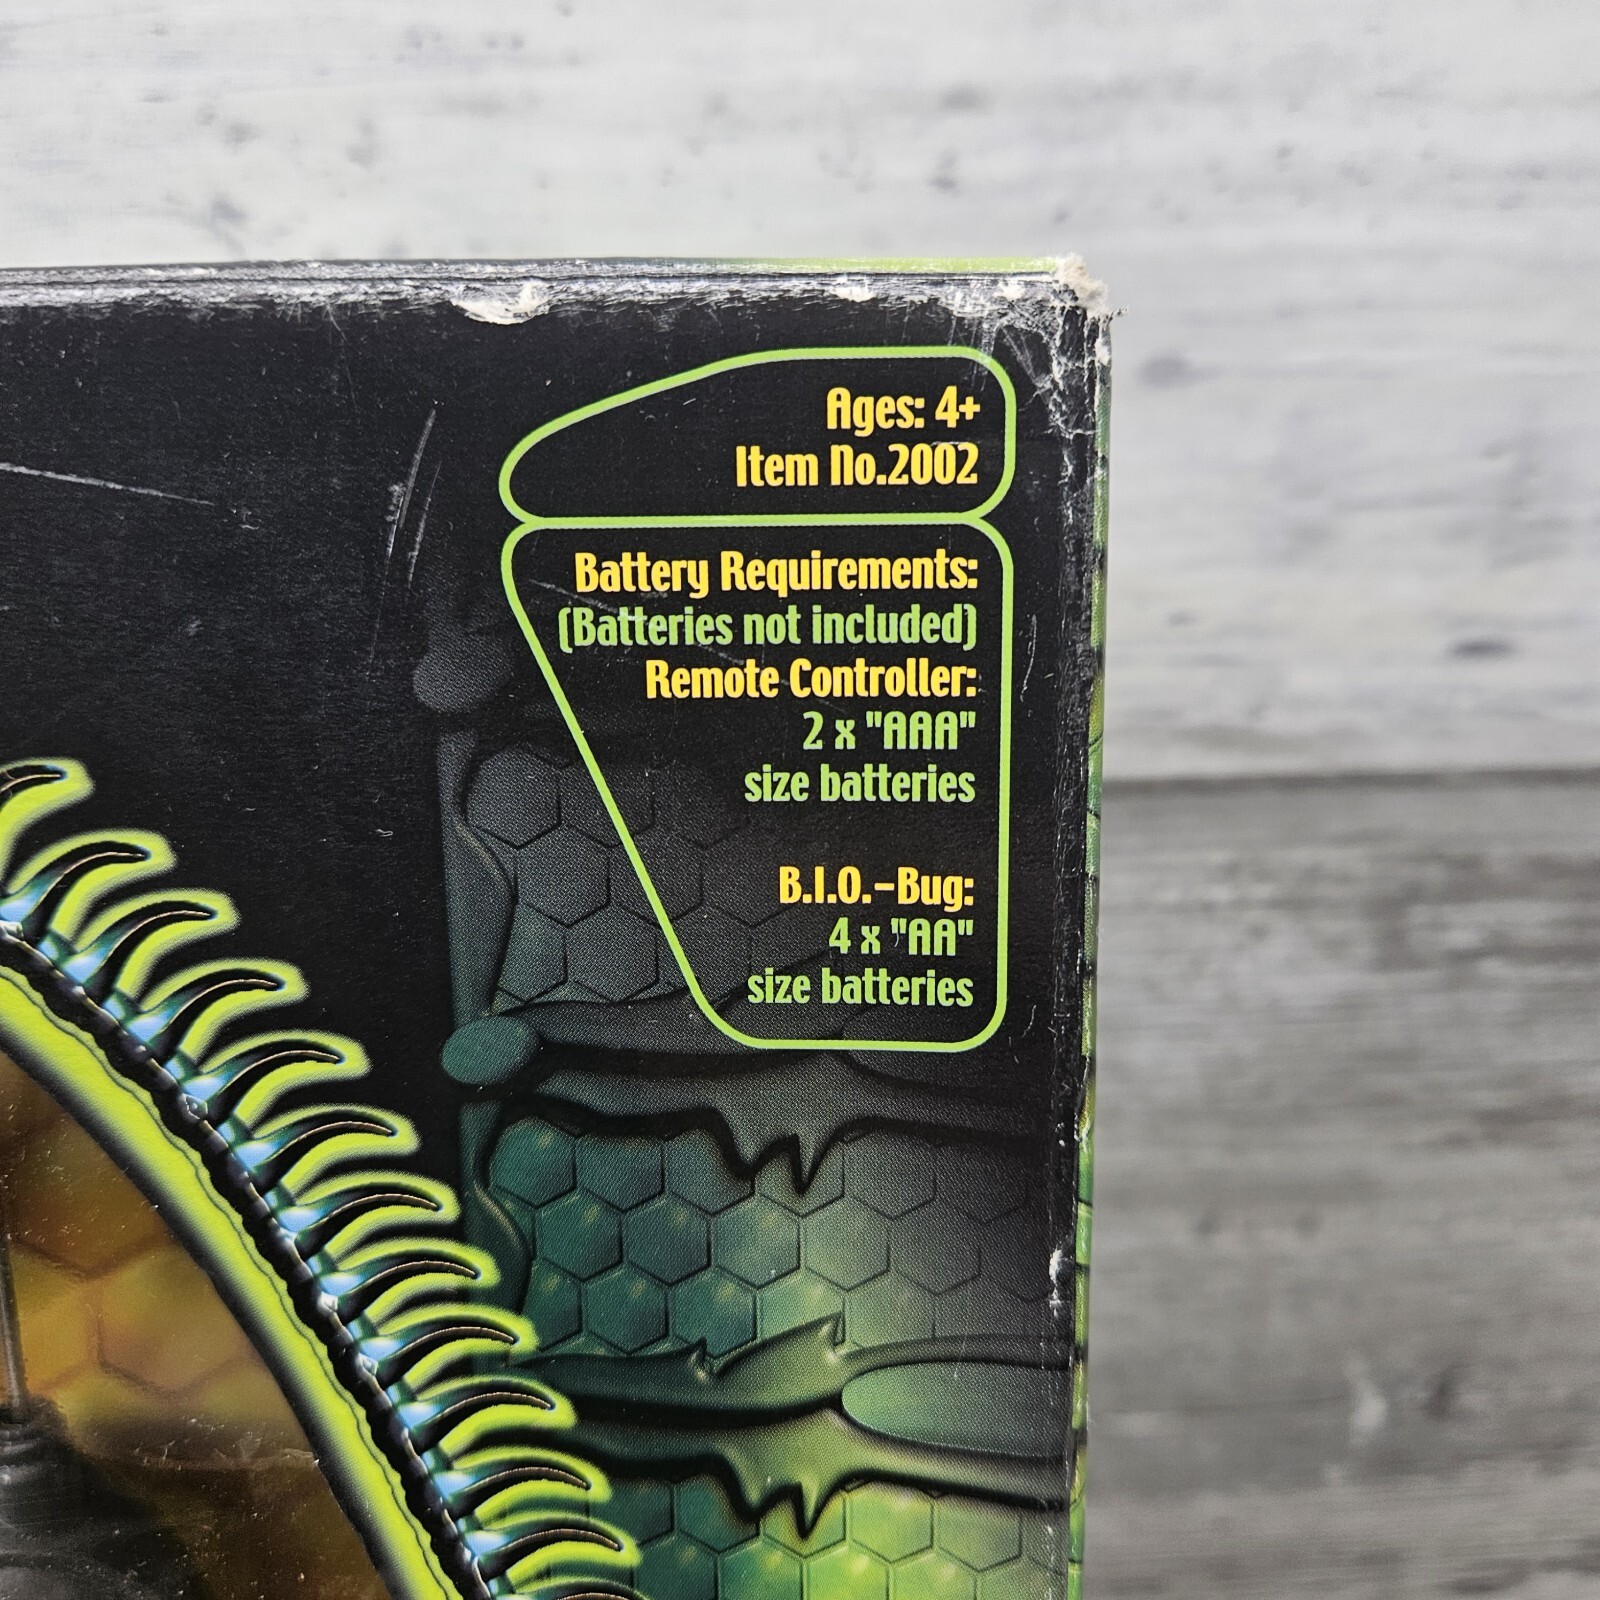 Ages: 4+
Item No.2002
Battery Requirements:
(Batteries not included)
Remote Controller:
2 x "AAA"
size batteries
B.I.O.-Bug:
4 x "AA"
size batteries